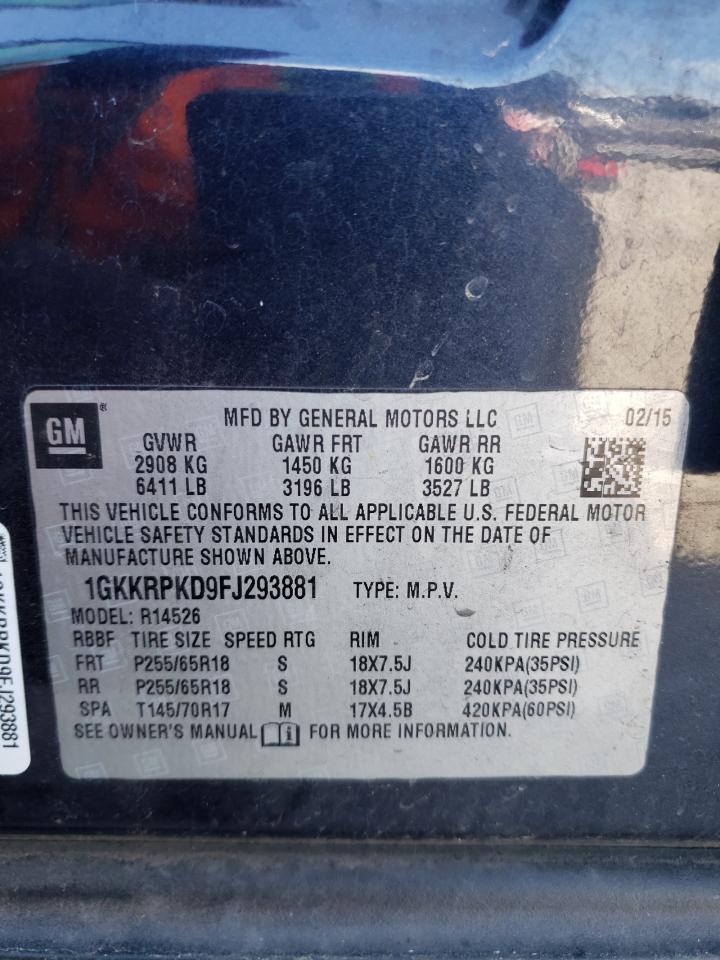 GM ®
MFD BY GENERAL MOTORS LLC 02/15
GVWR GAWR FRT GAWR RR
2908 KG 1450 KG 1600 KG
6411 LB 3196 LB 3527 LB
THIS VEHICLE CONFORMS TO ALL APPLICABLE U.S. FEDERAL MOTOR
VEHICLE SAFETY STANDARDS IN EFFECT ON THE DATE OF
MANUFACTURE SHOWN ABOVE.
1GKKRPKD9FJ293881 TYPE: M.P.V.
MODEL: R14526
RBBF TIRE SIZE SPEED RTG RIM COLD TIRE PRESSURE
FRT P255/65R18 S 18X7.5J 240KPA(35PSI)
RR P255/65R18 S 18X7.5J 240KPA(35PSI)
SPA T145/70R17 M 17X4.5B 420KPA(60PSI)
SEE OWNER'S MANUAL FOR MORE INFORMATION.
1GKKRPKD9FJ293881